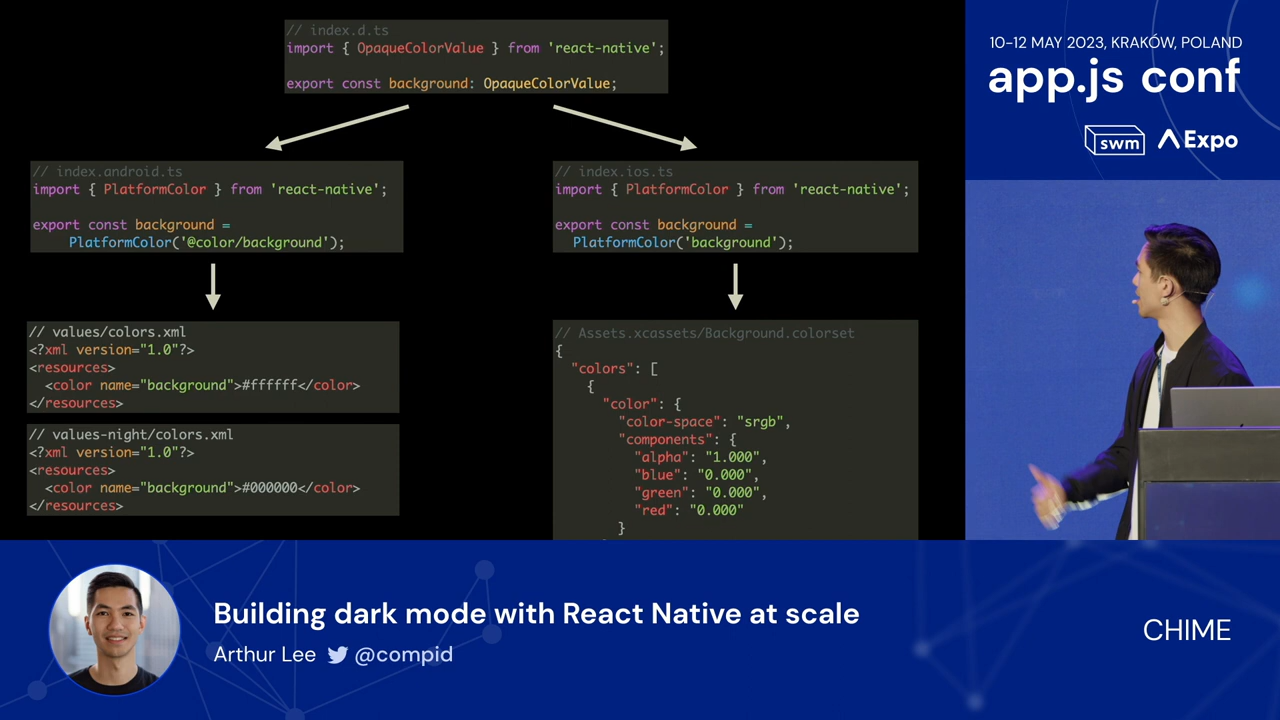 // index.d.ts
import { OpaqueColorValue } from 'react-native';
export const background: OpaqueColorValue;
// index.android.ts
import { PlatformColor } from 'react-native';
export const background =
PlatformColor('@color/background');
// index.ios.ts
import { PlatformColor } from 'react-native';
export const background =
PlatformColor('background');
// values/colors.xml
<?xml version="1.0"?>
<resources>
<color name="background">#ffffff</color>
</resources>
// values-night/colors.xml
<?xml version="1.0"?>
<resources>
<color name="background">#000000</color>
</resources>
// Assets.xcassets/Background.colorset
{
"colors": [
{
"color": {
"color-space": "srgb",
"components": {
"alpha": "1.000",
"blue": "0.000",
"green": "0.000",
"red": "0.000"
}
10-12 MAY 2023, KRAKÓW, POLAND
app.js conf
swm
Expo
Building dark mode with React Native at scale
Arthur Lee @compid
CHIME